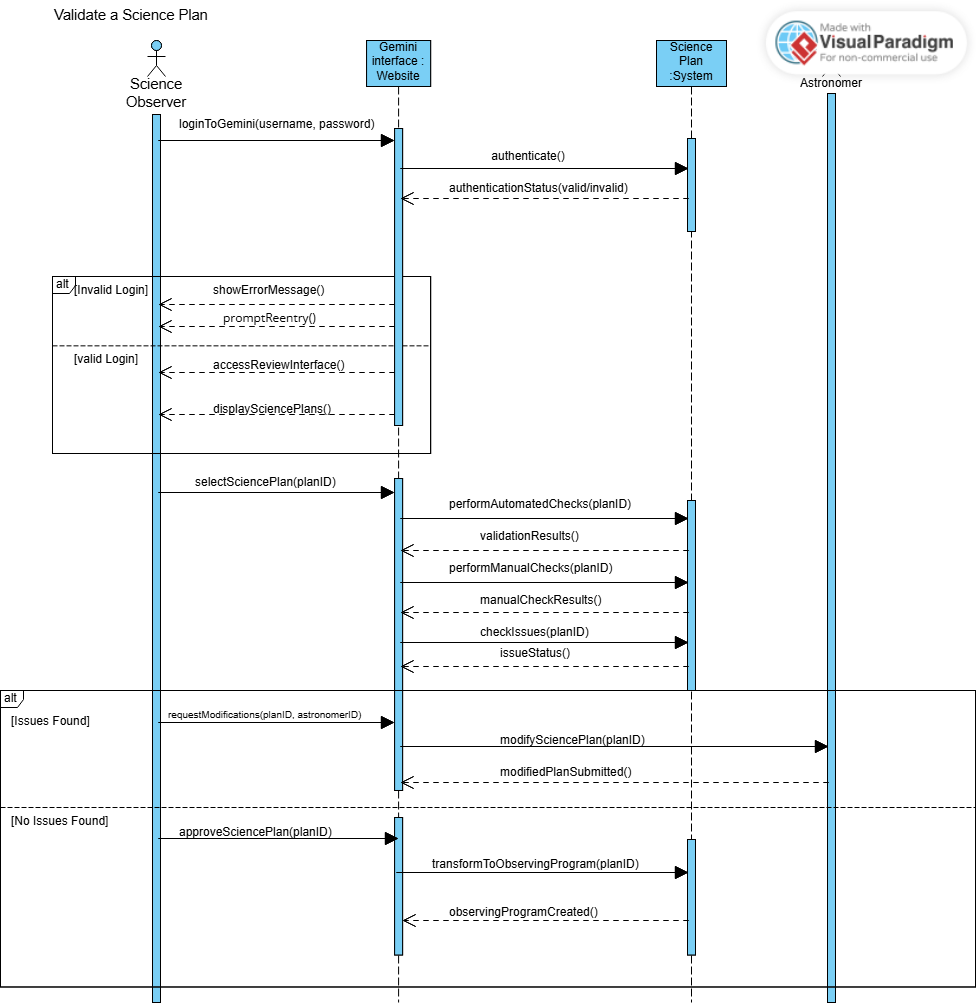 Validate a Science Plan
Made with
VisualParadigm
For non-commercial use
Science
Observer
Gemini
interface :
Website
Science
Plan
:System
Astronomer
loginToGemini(username, password)
authenticate()
authenticationStatus(valid/invalid)
alt
[Invalid Login]
showErrorMessage()
promptReentry()
[valid Login]
accessReviewInterface()
displaySciencePlans()
selectSciencePlan(planID)
performAutomatedChecks(planID)
validationResults()
performManualChecks(planID)
manualCheckResults()
checkIssues(planID)
issueStatus()
alt
[Issues Found]
requestModifications(planID, astronomerID)
modifySciencePlan(planID)
modifiedPlanSubmitted()
[No Issues Found]
approveSciencePlan(planID)
transformToObservingProgram(planID)
observingProgramCreated()